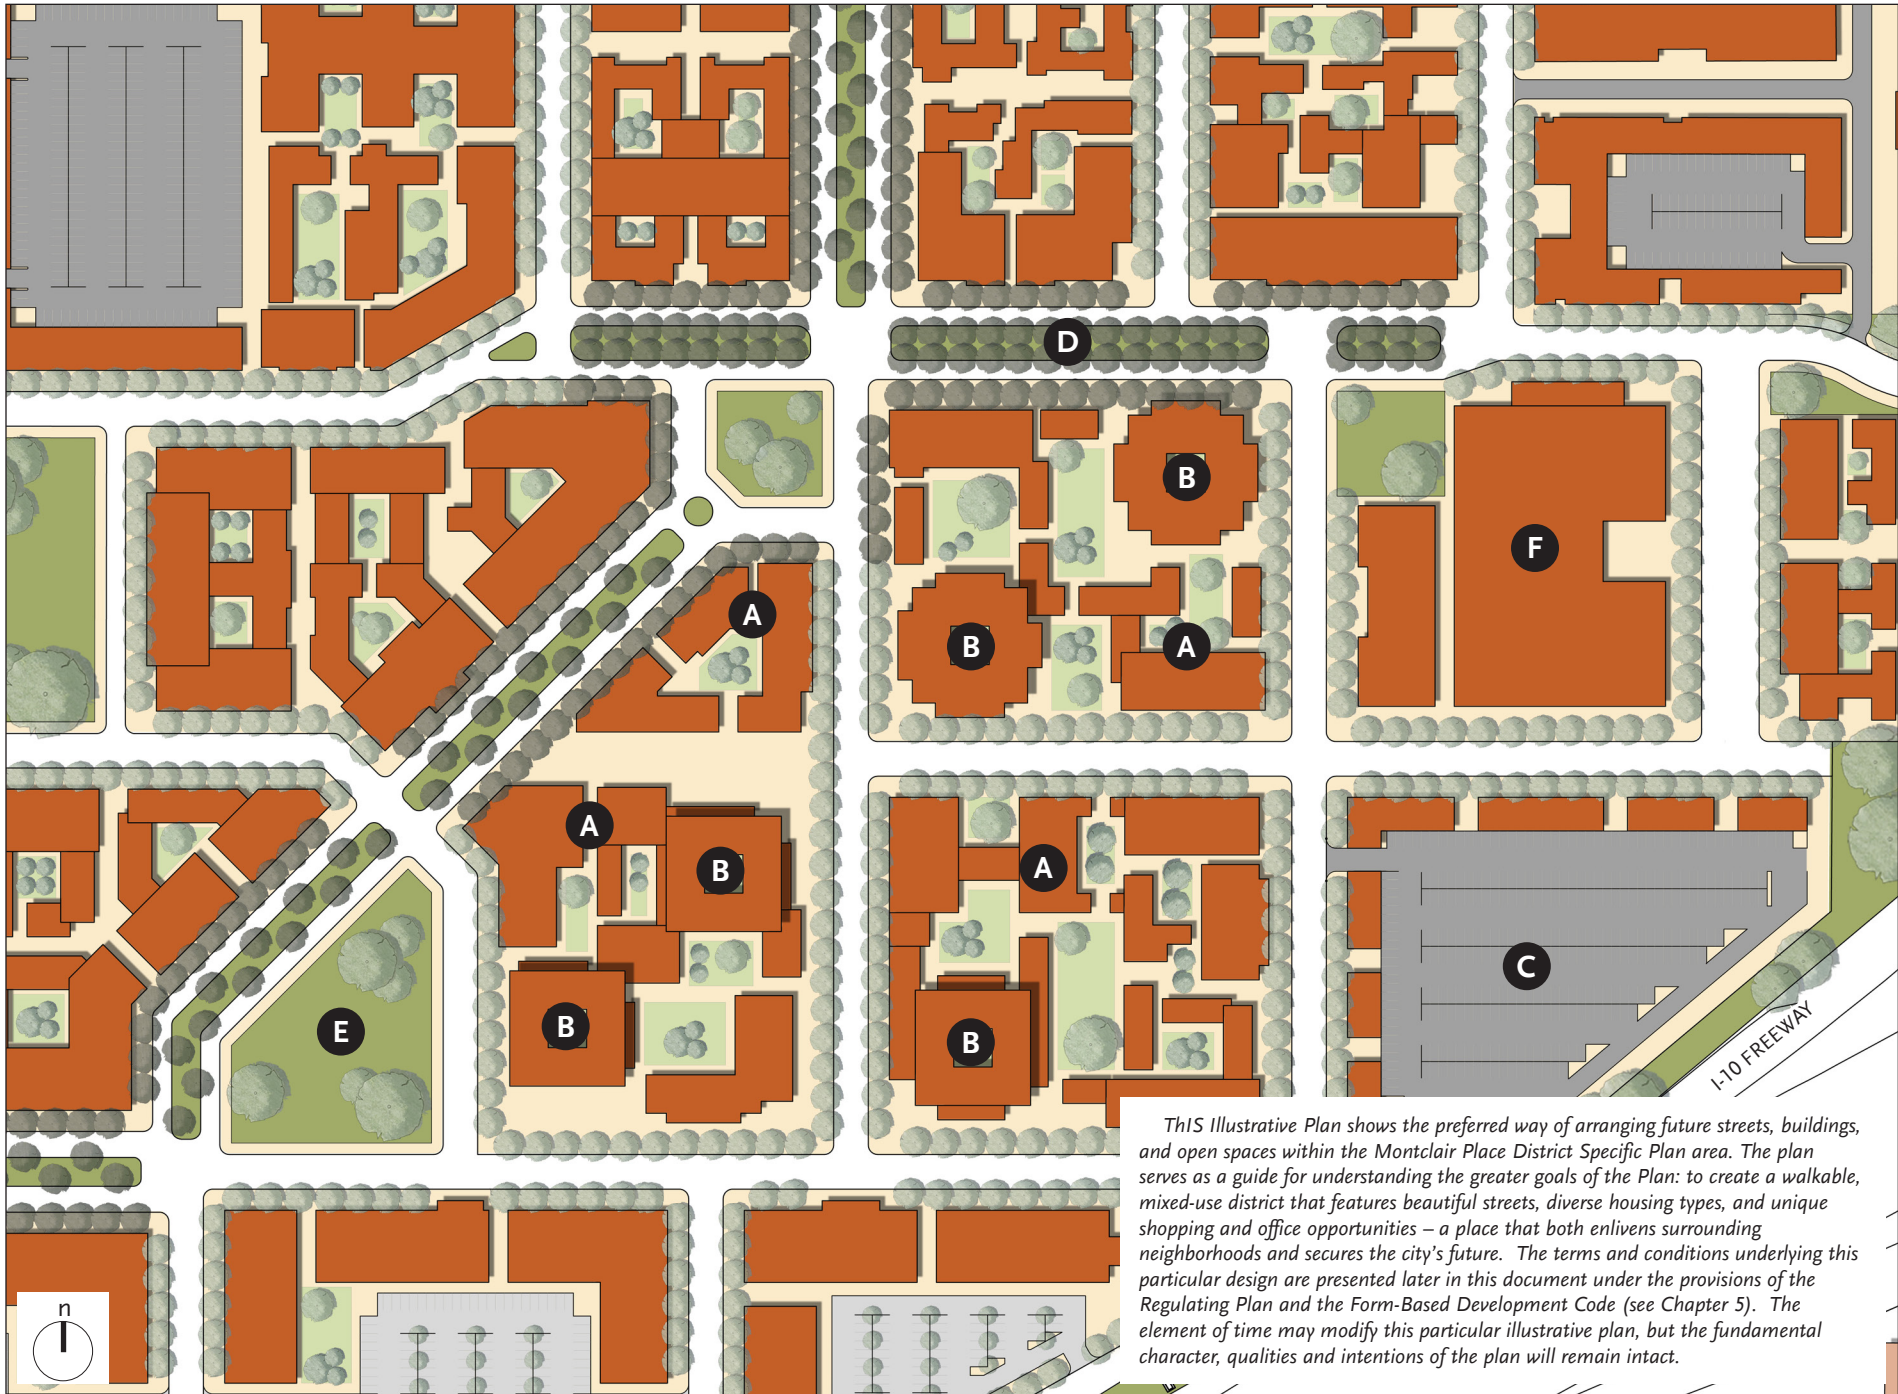 D
B
F
A
B
A
A
B
A
C
B
E
B
I-10 FREEWAY
ThIS Illustrative Plan shows the preferred way of arranging future streets, buildings,
and open spaces within the Montclair Place District Specific Plan area. The plan
serves as a guide for understanding the greater goals of the Plan: to create a walkable,
mixed-use district that features beautiful streets, diverse housing types, and unique
shopping and office opportunities – a place that both enlivens surrounding
neighborhoods and secures the city's future. The terms and conditions underlying this
particular design are presented later in this document under the provisions of the
Regulating Plan and the Form-Based Development Code (see Chapter 5). The
element of time may modify this particular illustrative plan, but the fundamental
character, qualities and intentions of the plan will remain intact.
n